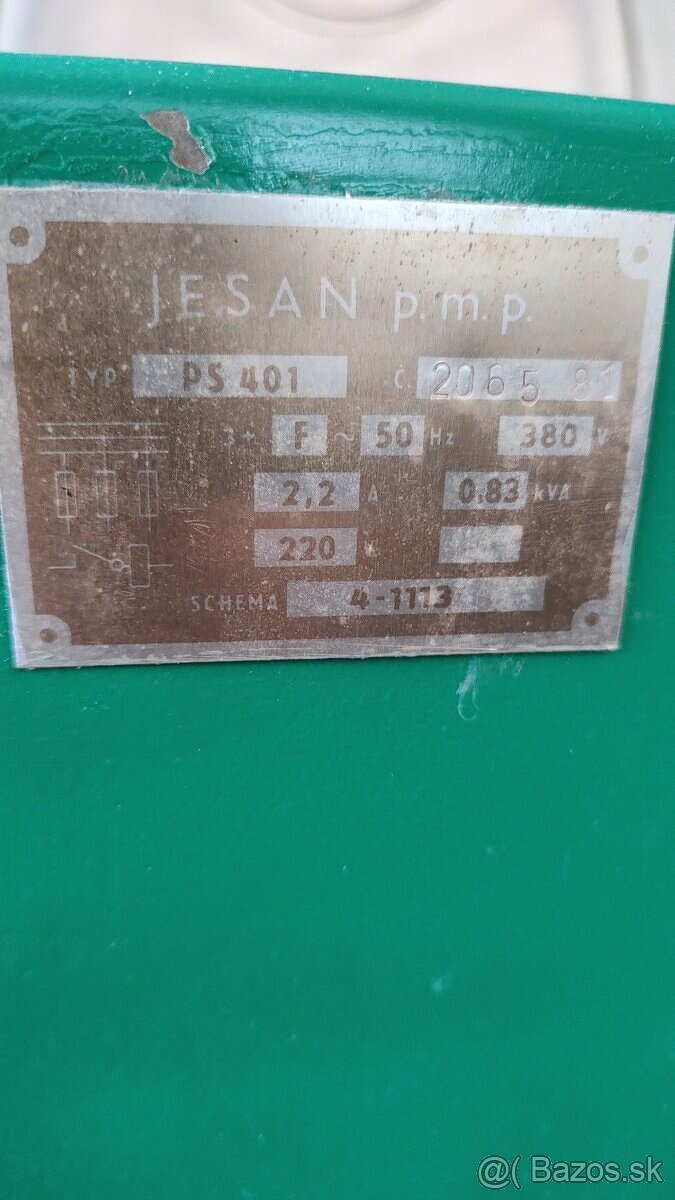 JESAN p.m.p.
TYP PS 401 Č. 2065 81
3+ F ~ 50 Hz 380 V
2,2 A 0.83 kVA
220
SCHEMA 4-1113
@( Bazos.sk